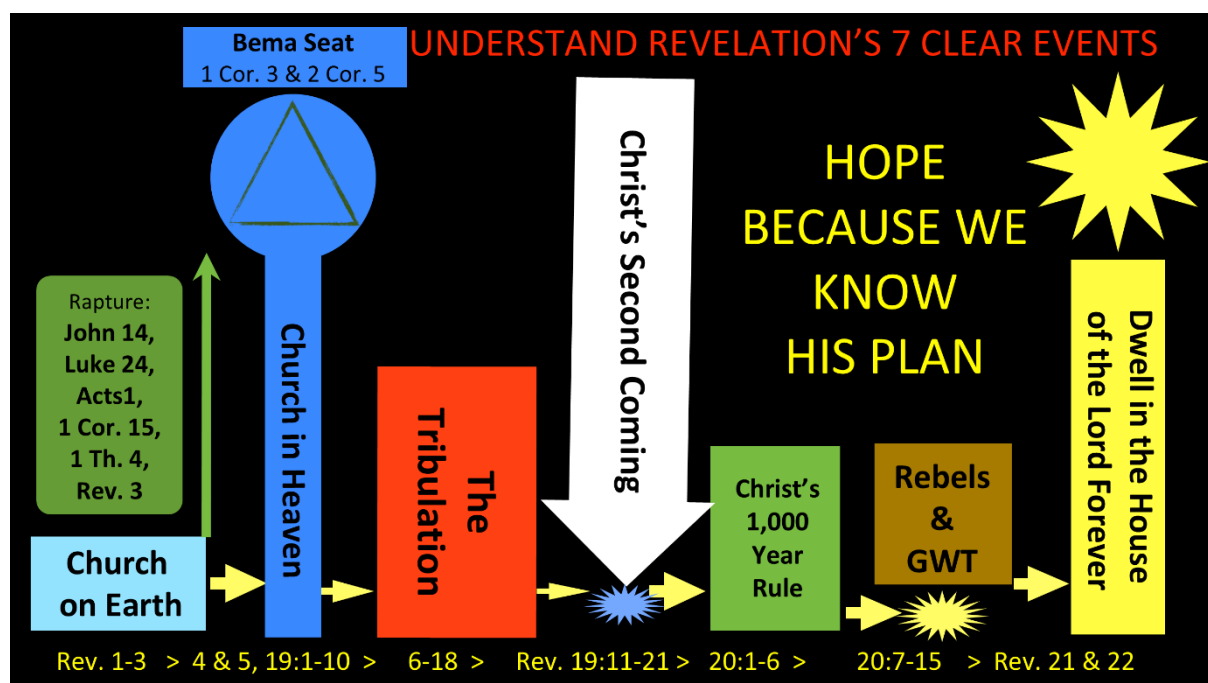 UNDERSTAND REVELATION'S 7 CLEAR EVENTS
Bema Seat
1 Cor. 3 & 2 Cor. 5
HOPE
BECAUSE WE
KNOW
HIS PLAN
Rapture:
John 14,
Luke 24,
Acts1,
1 Cor. 15,
1 Th. 4,
Rev. 3
Church
on Earth
Church in Heaven
The
Tribulation
Christ's Second Coming
Christ's
1,000
Year
Rule
Rebels
&
GWT
Dwell in the House
of the Lord Forever
Rev. 1-3 > 4 & 5, 19:1-10 > 6-18 > Rev. 19:11-21 > 20:1-6 > 20:7-15 > Rev. 21 & 22